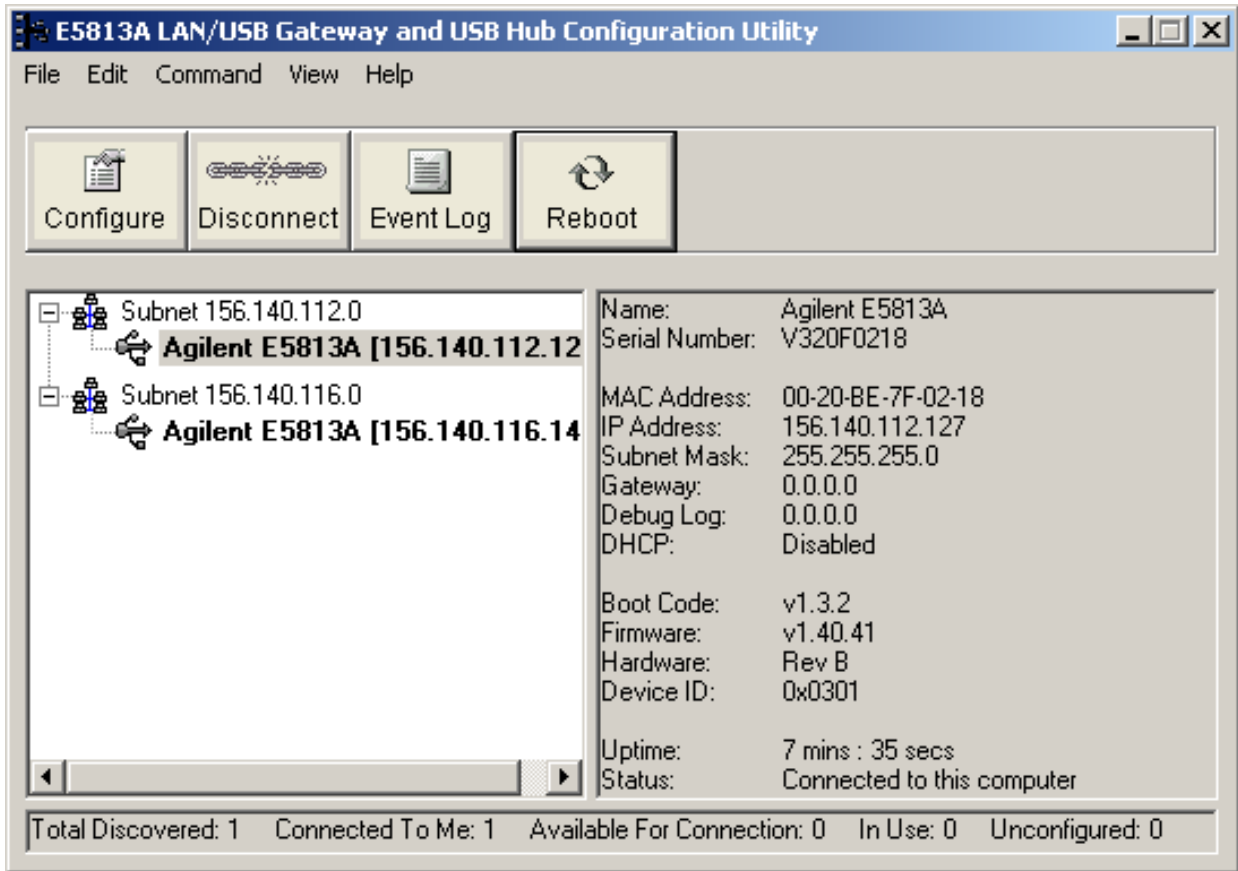 E5813A LAN/USB Gateway and USB Hub Configuration Utility
File Edit Command View Help
Configure Disconnect Event Log Reboot
Subnet 156.140.112.0
Agilent E5813A [156.140.112.12
Subnet 156.140.116.0
Agilent E5813A [156.140.116.14
Name: Agilent E5813A
Serial Number: V320F0218
MAC Address: 00-20-BE-7F-02-18
IP Address: 156.140.112.127
Subnet Mask: 255.255.255.0
Gateway: 0.0.0.0
Debug Log: 0.0.0.0
DHCP: Disabled
Boot Code: v1.3.2
Firmware: v1.40.41
Hardware: Rev B
Device ID: 0x0301
Uptime: 7 mins : 35 secs
Status: Connected to this computer
Total Discovered: 1 Connected To Me: 1 Available For Connection: 0 In Use: 0 Unconfigured: 0